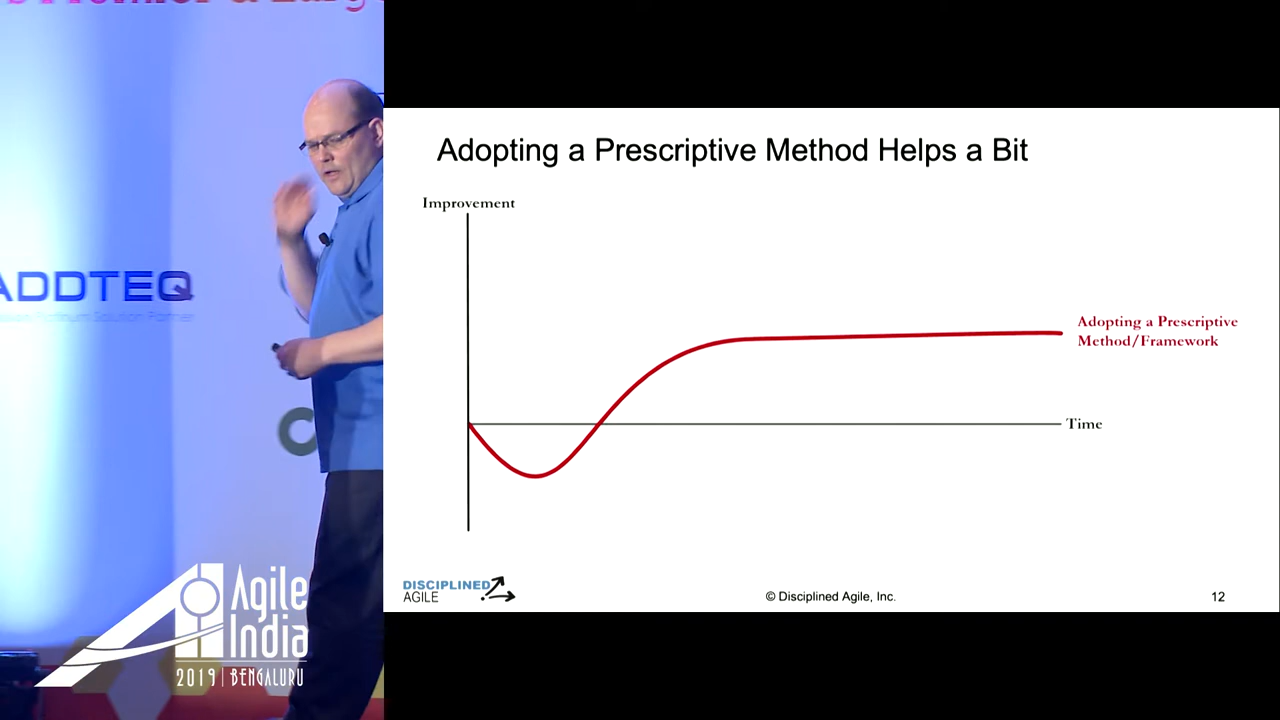 ADDTEQ
Agile
India
2019 | BENGALURU
Adopting a Prescriptive Method Helps a Bit
Improvement
Adopting a Prescriptive
Method/Framework
Time
DISCIPLINED
AGILE
© Disciplined Agile, Inc.
12